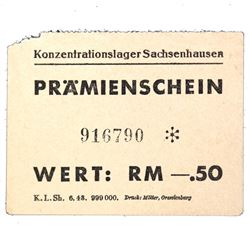 Konzentrationslager Sachsenhausen
PRÄMIENSCHEIN
916790 *
WERT: RM —.50
K. L. Sh. 6. 43. 999 000. Druck: Möller, Oranienburg